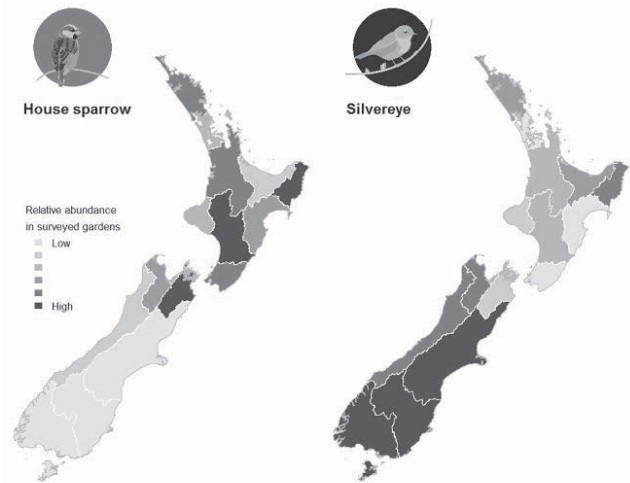 House sparrow
Silvereye
Relative abundance
in surveyed gardens
Low
High